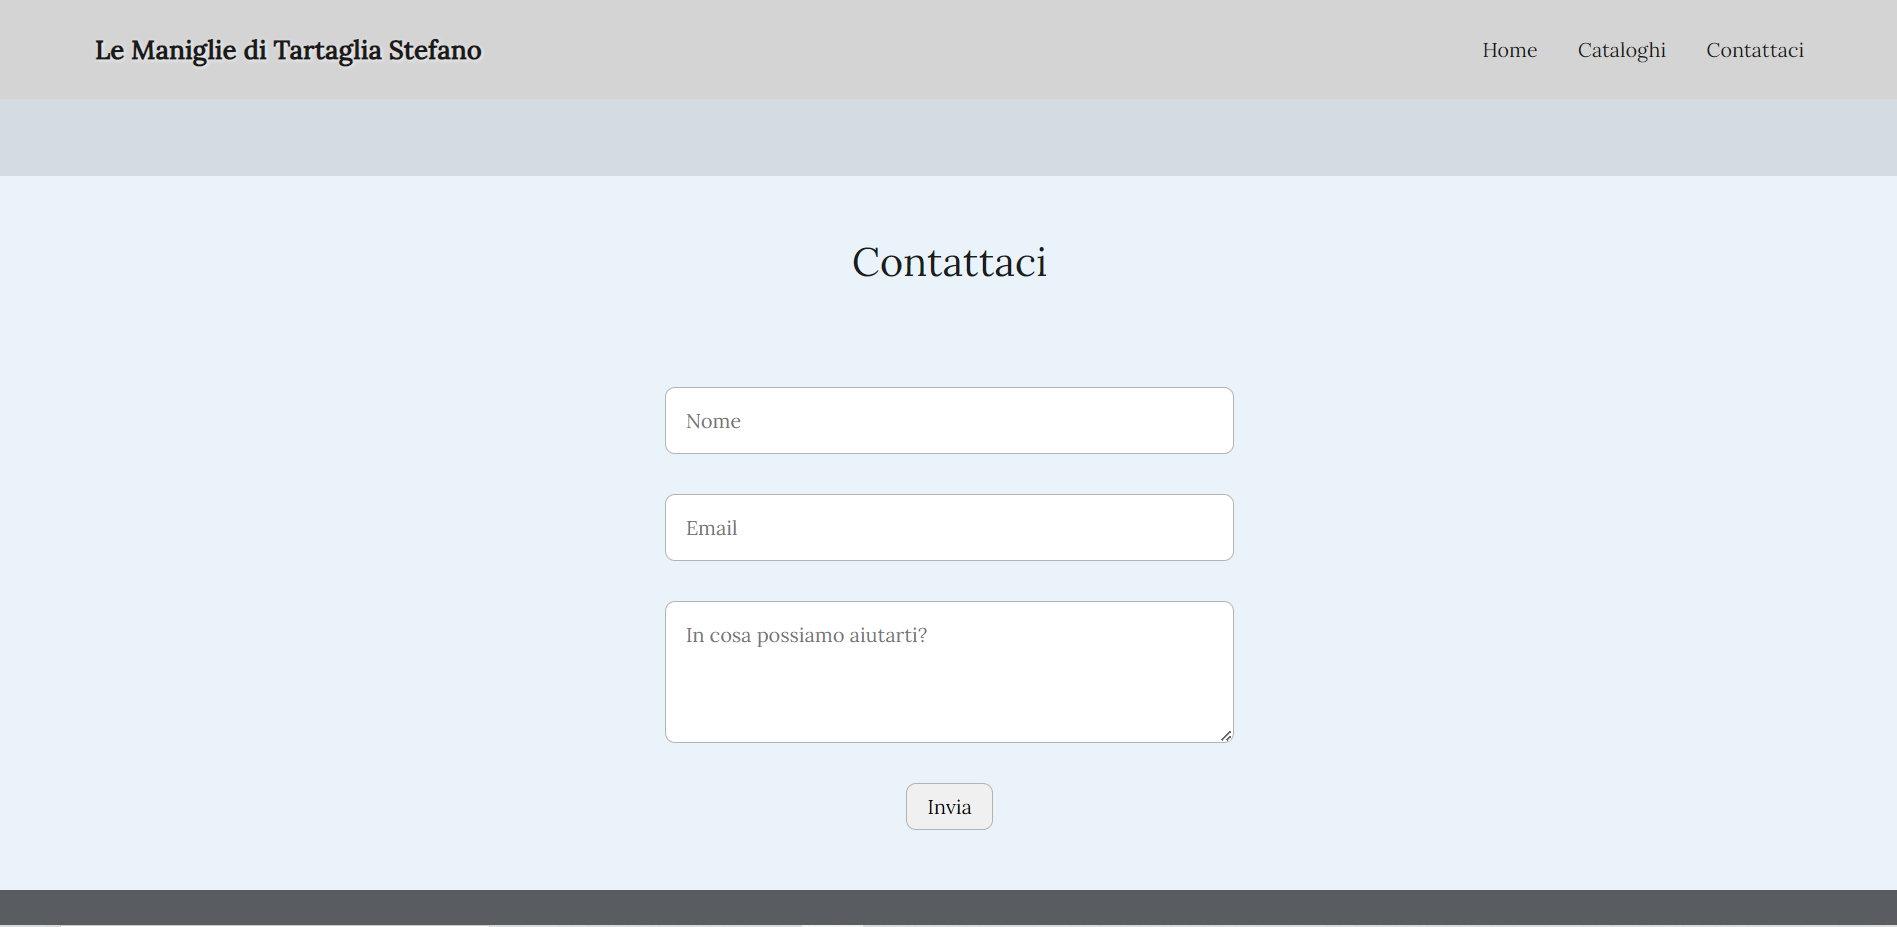 Le Maniglie di Tartaglia Stefano
Home Cataloghi Contattaci
Contattaci
Nome
Email
In cosa possiamo aiutarti?
Invia